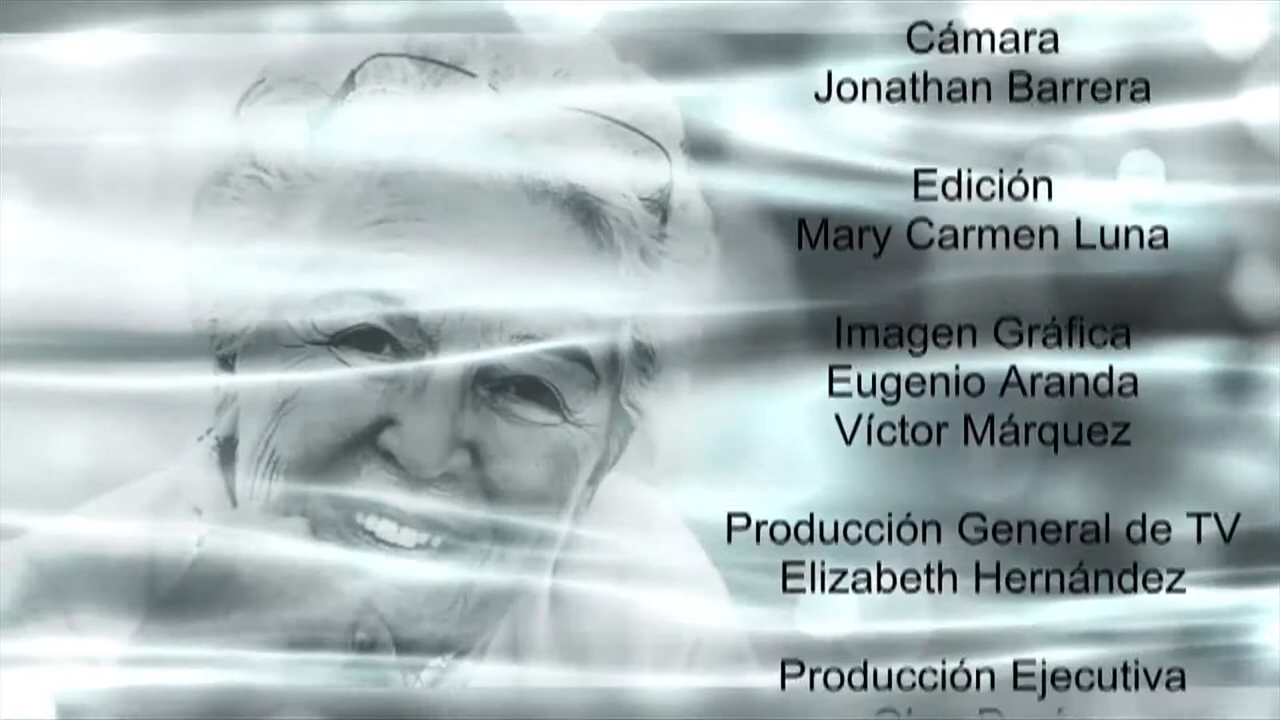 Cámara
Jonathan Barrera
Edición
Mary Carmen Luna
Imagen Gráfica
Eugenio Aranda
Víctor Márquez
Producción General de TV
Elizabeth Hernández
Producción Ejecutiva